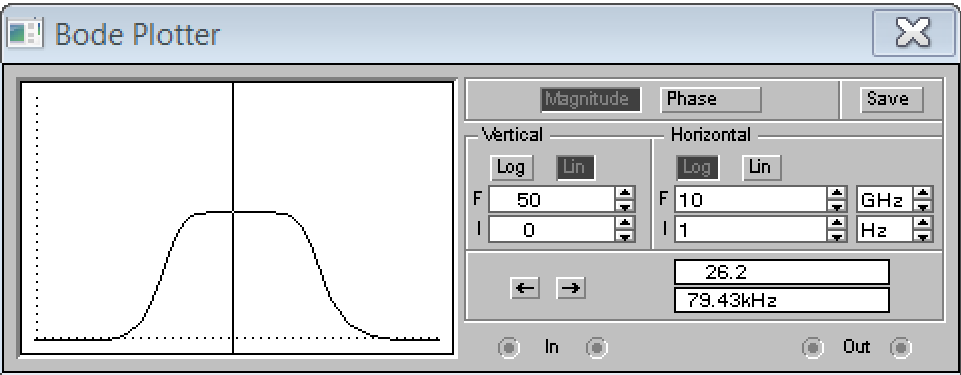 Bode Plotter
Magnitude Phase Save
Vertical Horizontal
Log Lin Log Lin
F 50 F 10 GHz
I 0 I 1 Hz
← → 26.2
79.43kHz
In Out